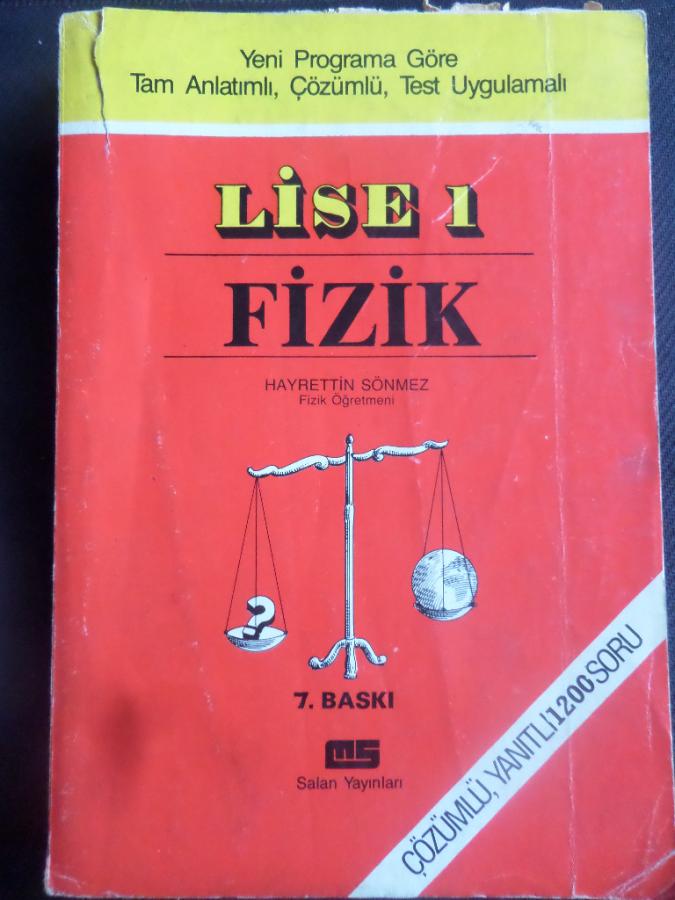 Yeni Programa Göre
Tam Anlatımlı, Çözümlü, Test Uygulamalı
LİSE 1
FİZİK
HAYRETTİN SÖNMEZ
Fizik Öğretmeni
?
7. BASKI
MS
Salan Yayınları
ÇÖZÜMLÜ, YANITLI 1200 SORU